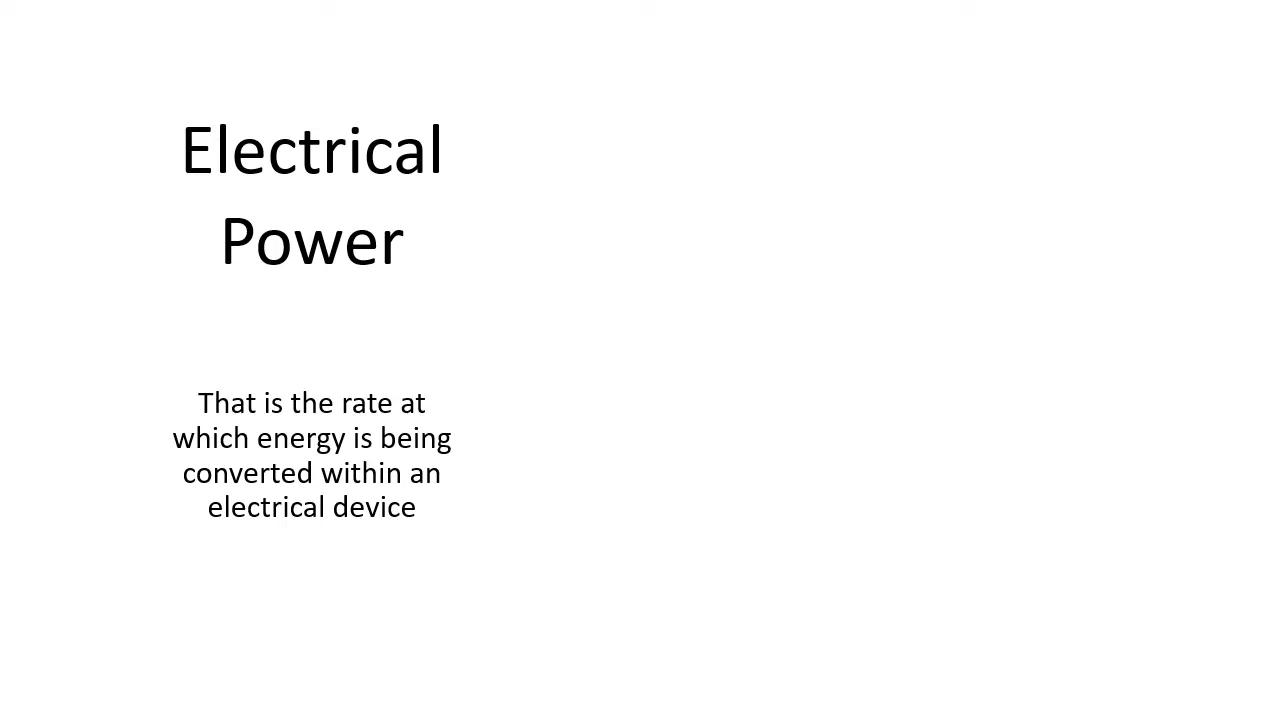 Electrical
Power
That is the rate at
which energy is being
converted within an
electrical device